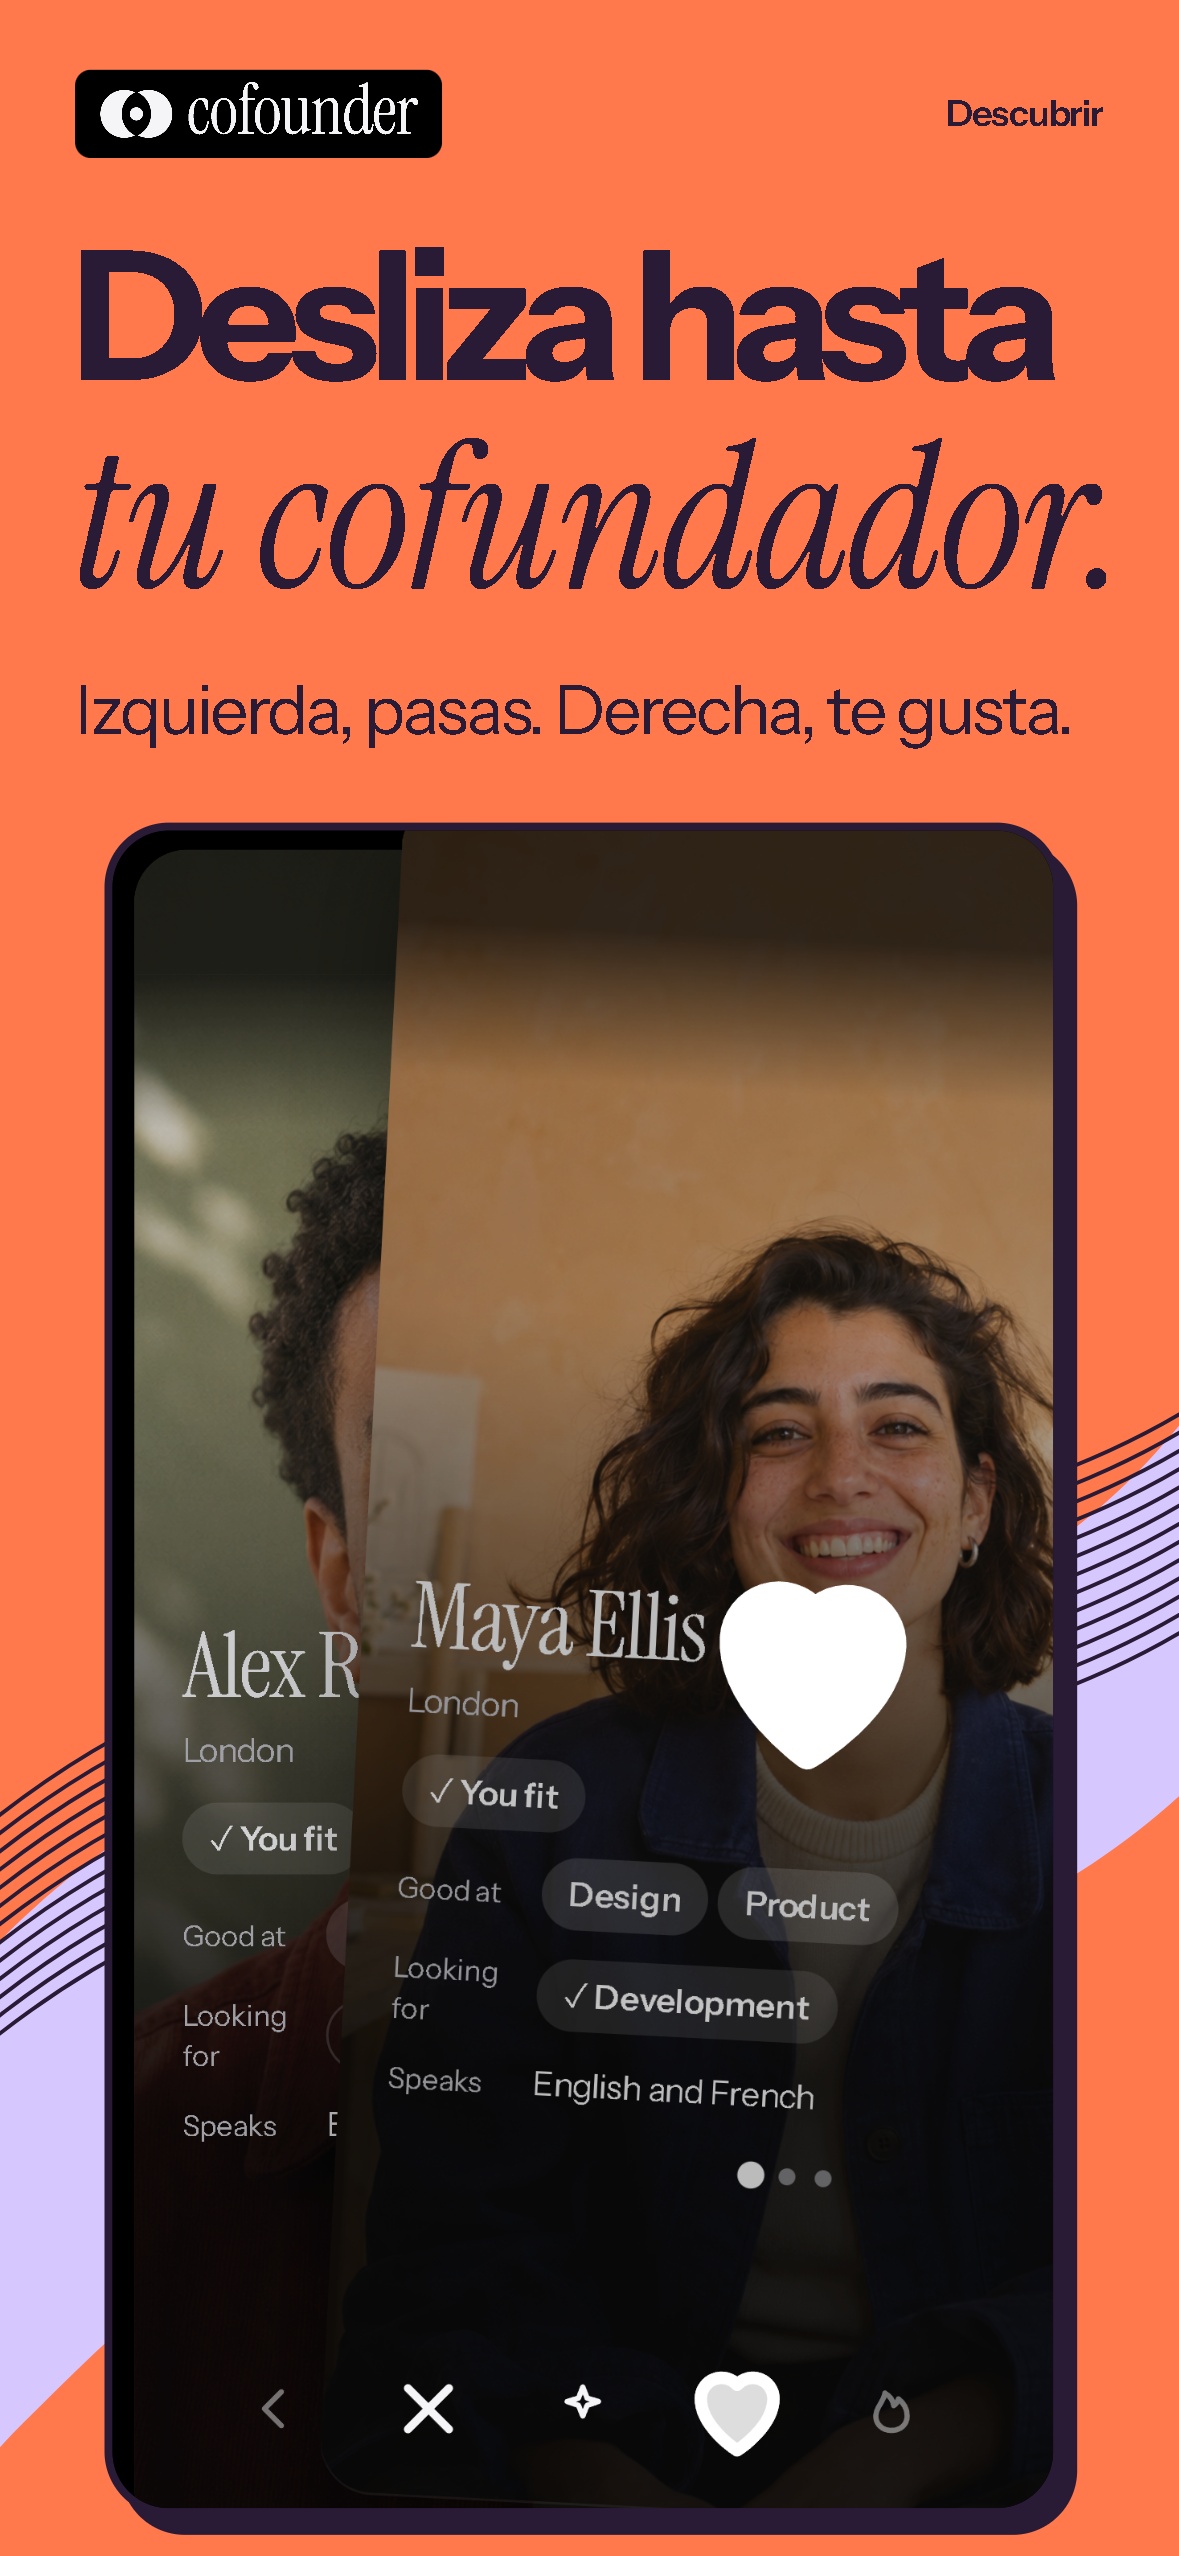 cofounder
Descubrir
Desliza hasta
tu cofundador.
Izquierda, pasas. Derecha, te gusta.
Alex
London
✓ You fit
Good at
Looking
for
Speaks
Maya Ellis
London
✓ You fit
Good at Design Product
Looking
for
✓ Development
Speaks English and French